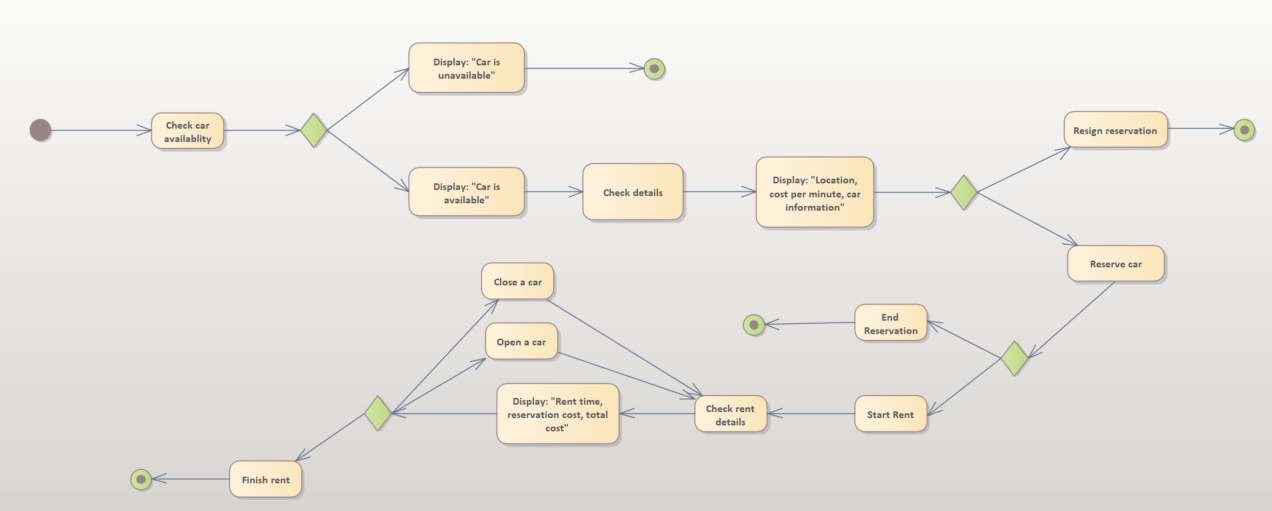 Display: "Car is
unavailable"
Check car
availablity
Resign reservation
Display: "Car is
available"
Check details
Display: "Location,
cost per minute, car
information"
Reserve car
Close a car
End
Reservation
Open a car
Display: "Rent time,
reservation cost, total
cost"
Check rent
details
Start Rent
Finish rent